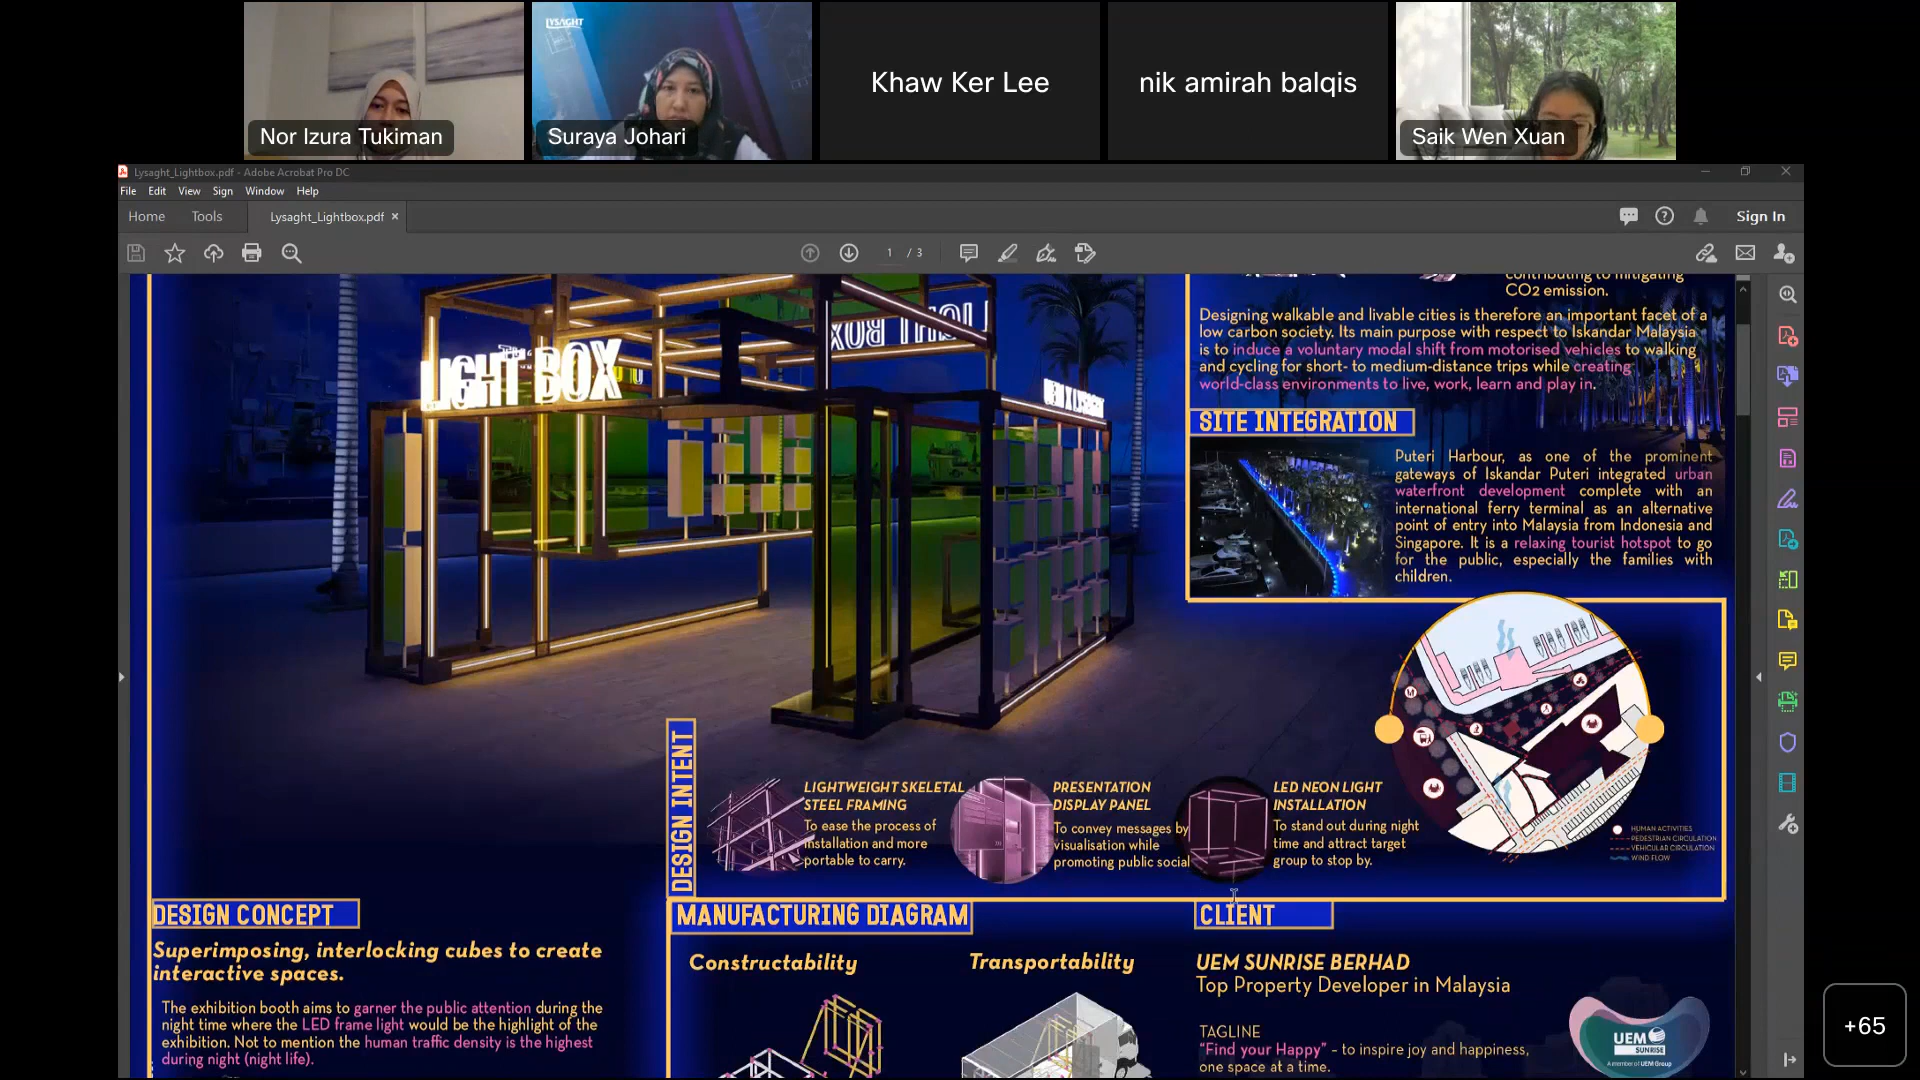 LYSAGHT
Nor Izura Tukiman
Suraya Johari
Khaw Ker Lee
nik amirah balqis
Saik Wen Xuan
Lysaght_Lightbox.pdf - Adobe Acrobat Pro DC
File Edit View Sign Window Help
Home Tools Lysaght_Lightbox.pdf × Sign In
1 / 3
contributing to mitigating
CO2 emission.
Designing walkable and livable cities is therefore an important facet of a
low carbon society. Its main purpose with respect to Iskandar Malaysia
is to induce a voluntary modal shift from motorised vehicles to walking
and cycling for short- to medium-distance trips while creating
world-class environments to live, work, learn and play in.
SITE INTEGRATION
Puteri Harbour, as one of the prominent
gateways of Iskandar Puteri integrated urban
waterfront development complete with an
international ferry terminal as an alternative
point of entry into Malaysia from Indonesia and
Singapore. It is a relaxing tourist hotspot to go
for the public, especially the families with
children.
LIGHT BOX
LIGHT BOX
UEM X LYSAGHT
DESIGN INTENT
LIGHTWEIGHT SKELETAL
STEEL FRAMING
To ease the process of
installation and more
portable to carry.
PRESENTATION
DISPLAY PANEL
To convey messages by
visualisation while
promoting public social
LED NEON LIGHT
INSTALLATION
To stand out during night
time and attract target
group to stop by.
HUMAN ACTIVITIES
PEDESTRIAN CIRCULATION
VEHICULAR CIRCULATION
WIND FLOW
DESIGN CONCEPT
Superimposing, interlocking cubes to create
interactive spaces.
The exhibition booth aims to garner the public attention during the
night time where the LED frame light would be the highlight of the
exhibition. Not to mention the human traffic density is the highest
during night (night life).
MANUFACTURING DIAGRAM
Constructability Transportability
CLIENT
UEM SUNRISE BERHAD
Top Property Developer in Malaysia
TAGLINE
"Find your Happy" - to inspire joy and happiness,
one space at a time.
UEM
SUNRISE
A member of UEM Group
+65